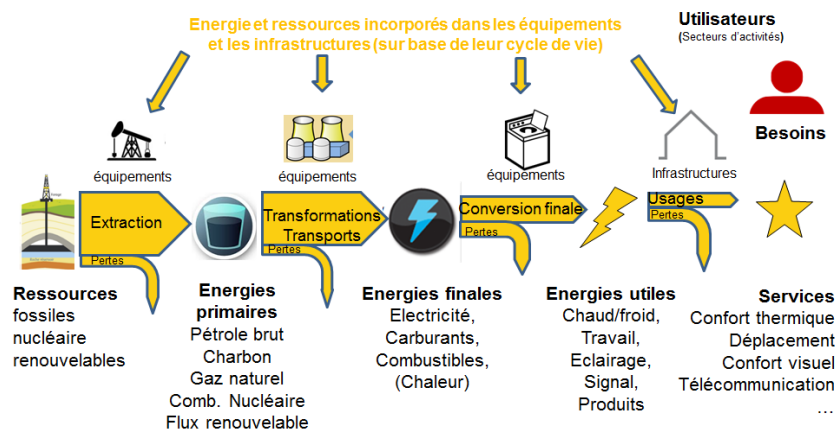 Energie et ressources incorporés dans les équipements
et les infrastructures (sur base de leur cycle de vie)
Utilisateurs
(Secteurs d'activités)
Besoins
équipements
équipements
équipements
Infrastructures
Extraction
Pertes
Transformations
Transports
Pertes
Conversion finale
Pertes
Usages
Pertes
Ressources
fossiles
nucléaire
renouvelables
Energies
primaires
Pétrole brut
Charbon
Gaz naturel
Comb. Nucléaire
Flux renouvelable
Energies finales
Electricité,
Carburants,
Combustibles,
(Chaleur)
Energies utiles
Chaud/froid,
Travail,
Eclairage,
Signal,
Produits
Services
Confort thermique
Déplacement
Confort visuel
Télécommunication
...